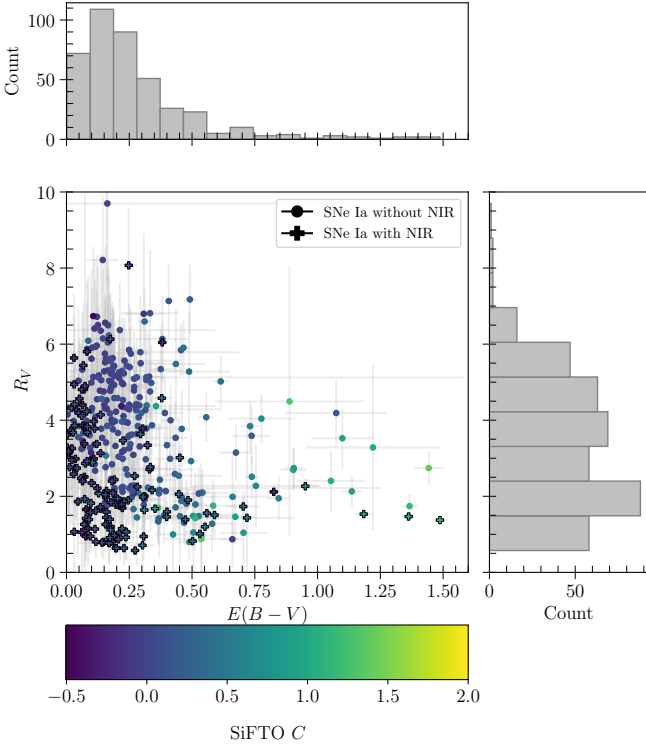 100
50
0
Count
10
8
6
4
2
0
R_V
SNe Ia without NIR
SNe Ia with NIR
0.00 0.25 0.50 0.75 1.00 1.25 1.50
E(B − V)
0 50
Count
−0.5 0.0 0.5 1.0 1.5 2.0
SiFTO C